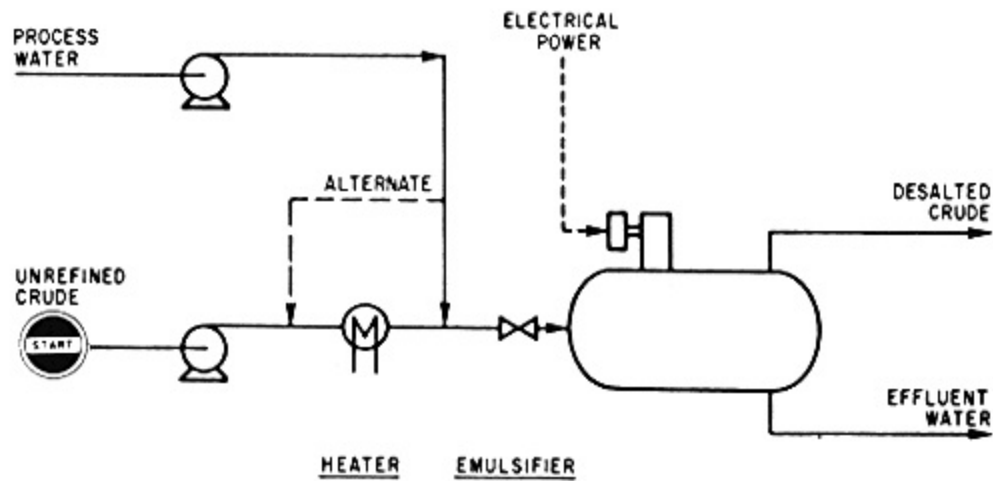 ELECTRICAL
POWER
PROCESS
WATER
ALTERNATE
DESALTED
CRUDE
UNREFINED
CRUDE
START
EFFLUENT
WATER
HEATER
EMULSIFIER